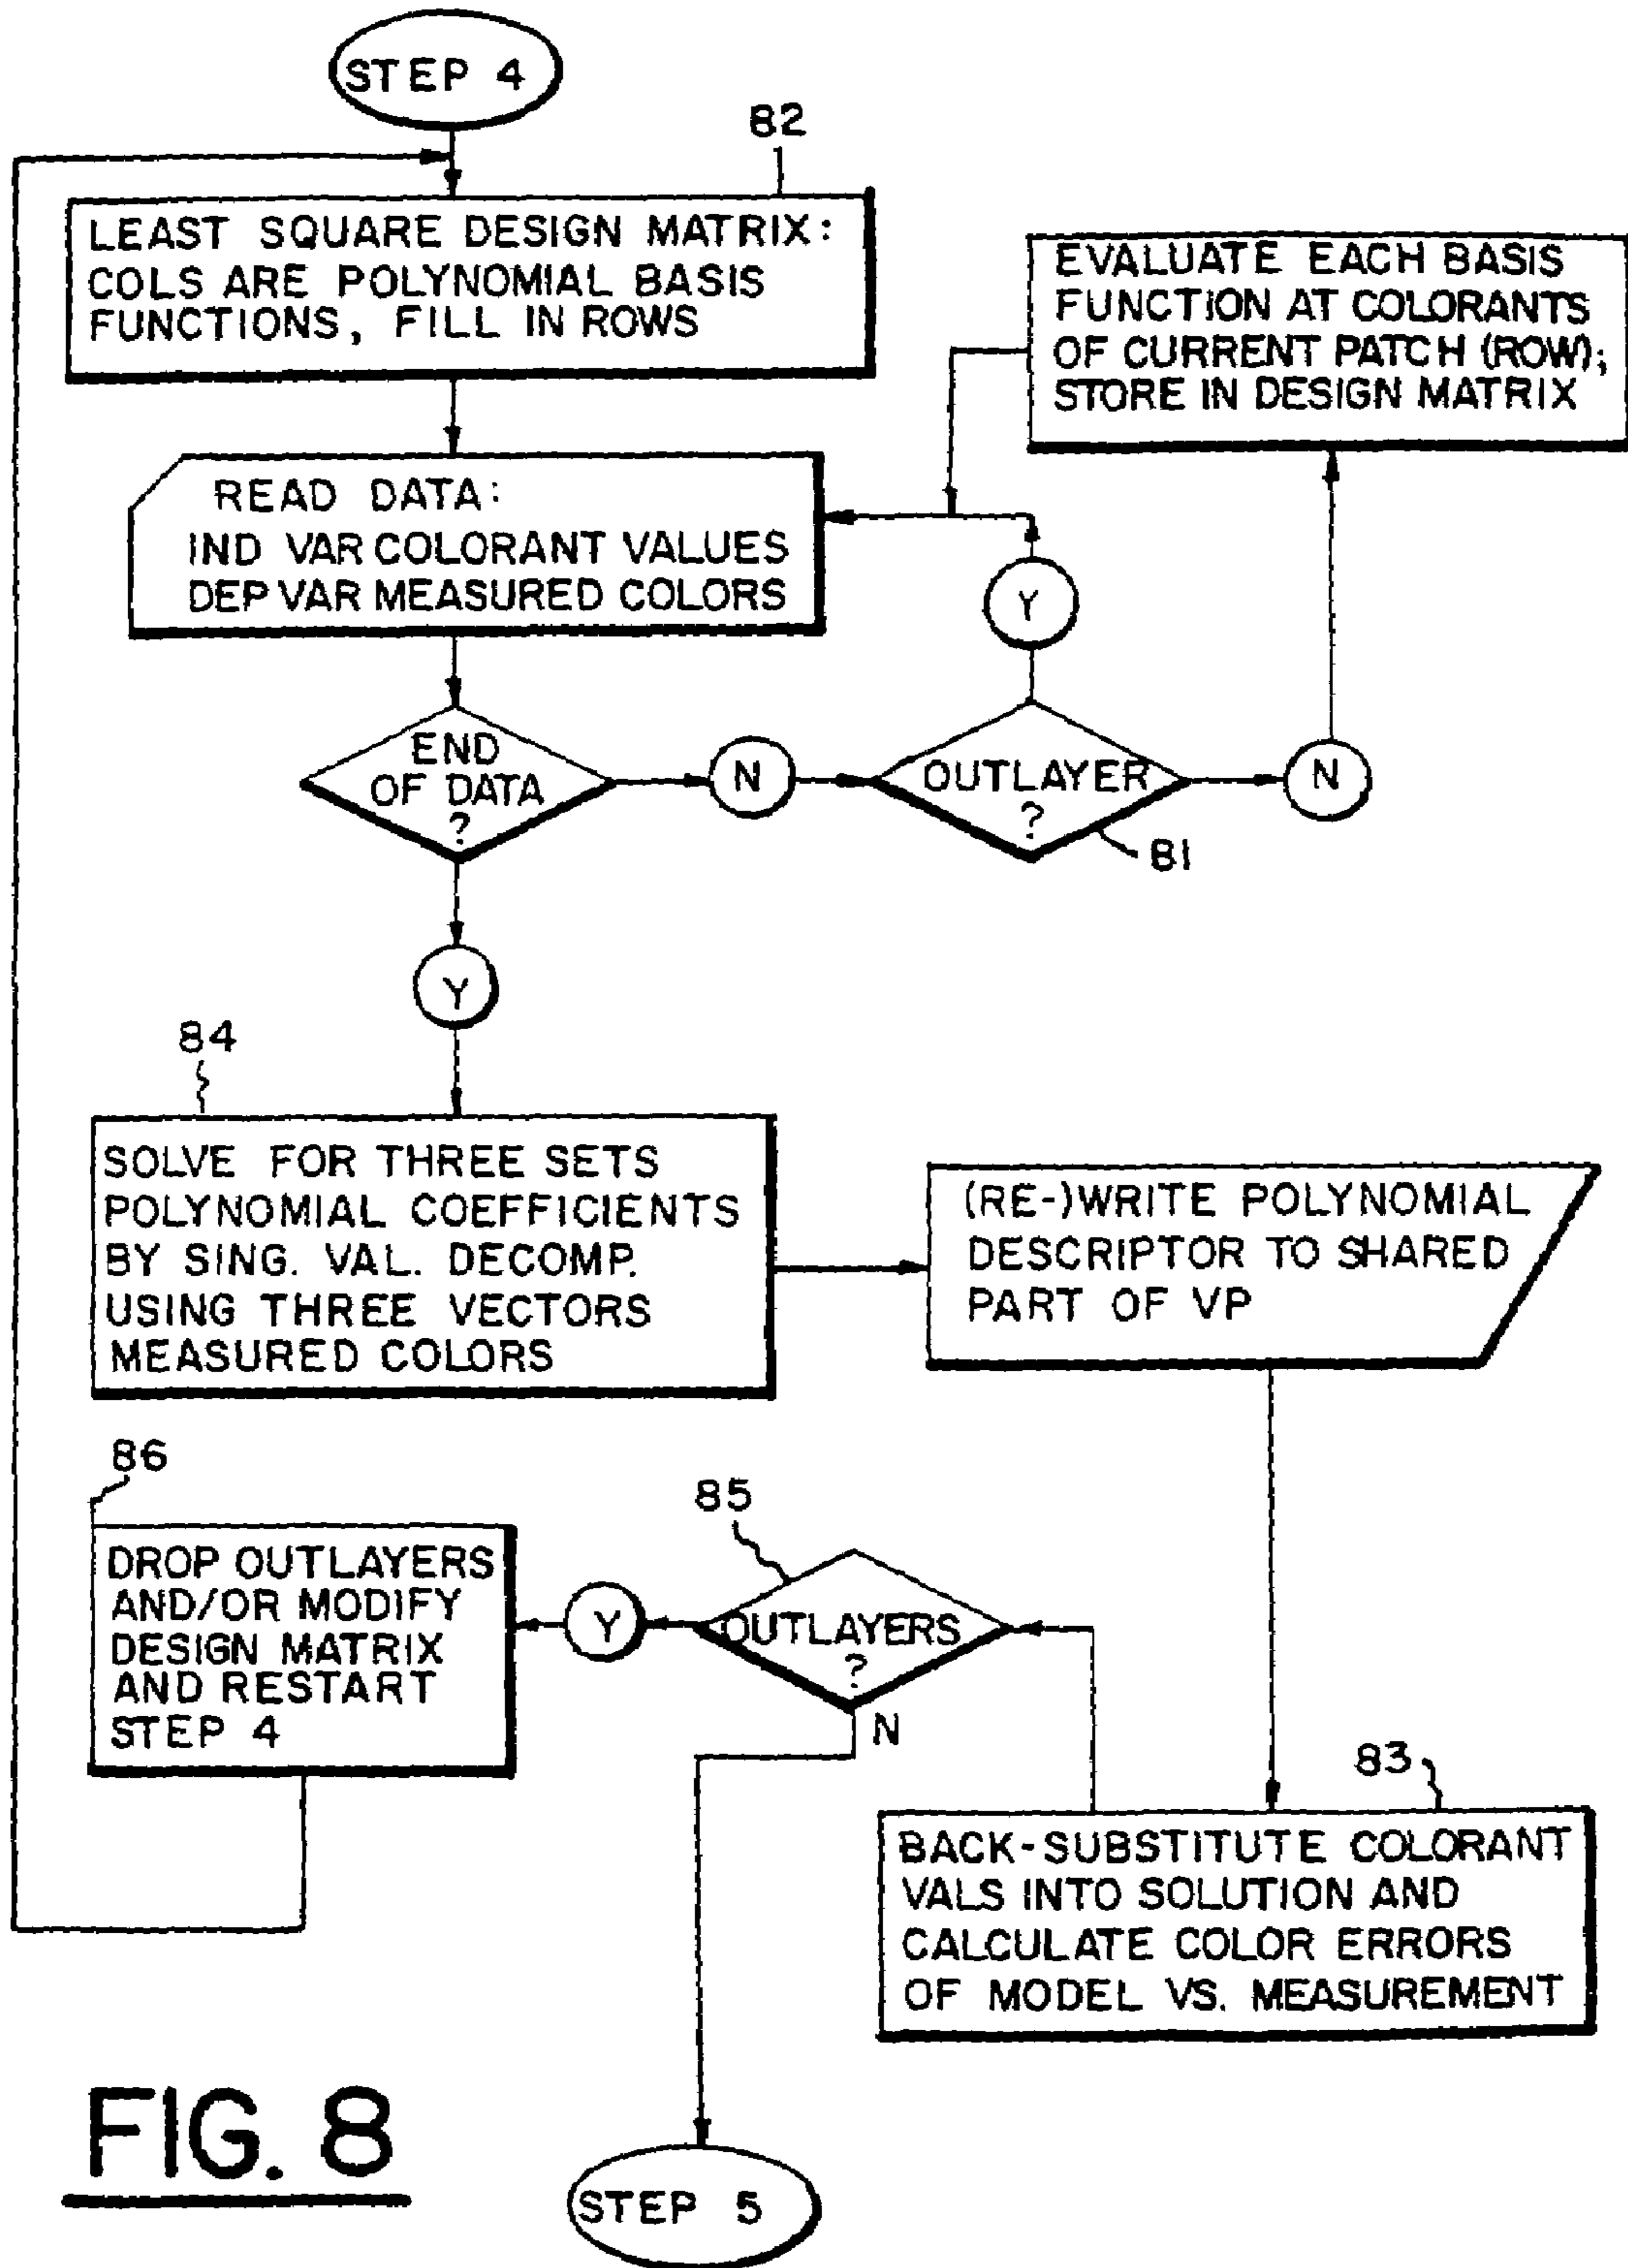 STEP 4
82
LEAST SQUARE DESIGN MATRIX:
COLS ARE POLYNOMIAL BASIS
FUNCTIONS, FILL IN ROWS
EVALUATE EACH BASIS
FUNCTION AT COLORANTS
OF CURRENT PATCH (ROW);
STORE IN DESIGN MATRIX
READ DATA:
IND VAR COLORANT VALUES
DEP VAR MEASURED COLORS
Y
END
OF DATA
?
N
OUTLAYER
?
N
81
Y
84
SOLVE FOR THREE SETS
POLYNOMIAL COEFFICIENTS
BY SING. VAL. DECOMP.
USING THREE VECTORS
MEASURED COLORS
(RE-)WRITE POLYNOMIAL
DESCRIPTOR TO SHARED
PART OF VP
86
85
DROP OUTLAYERS
AND/OR MODIFY
DESIGN MATRIX
AND RESTART
STEP 4
Y
OUTLAYERS
?
N
83
BACK-SUBSTITUTE COLORANT
VALS INTO SOLUTION AND
CALCULATE COLOR ERRORS
OF MODEL VS. MEASUREMENT
FIG. 8
STEP 5